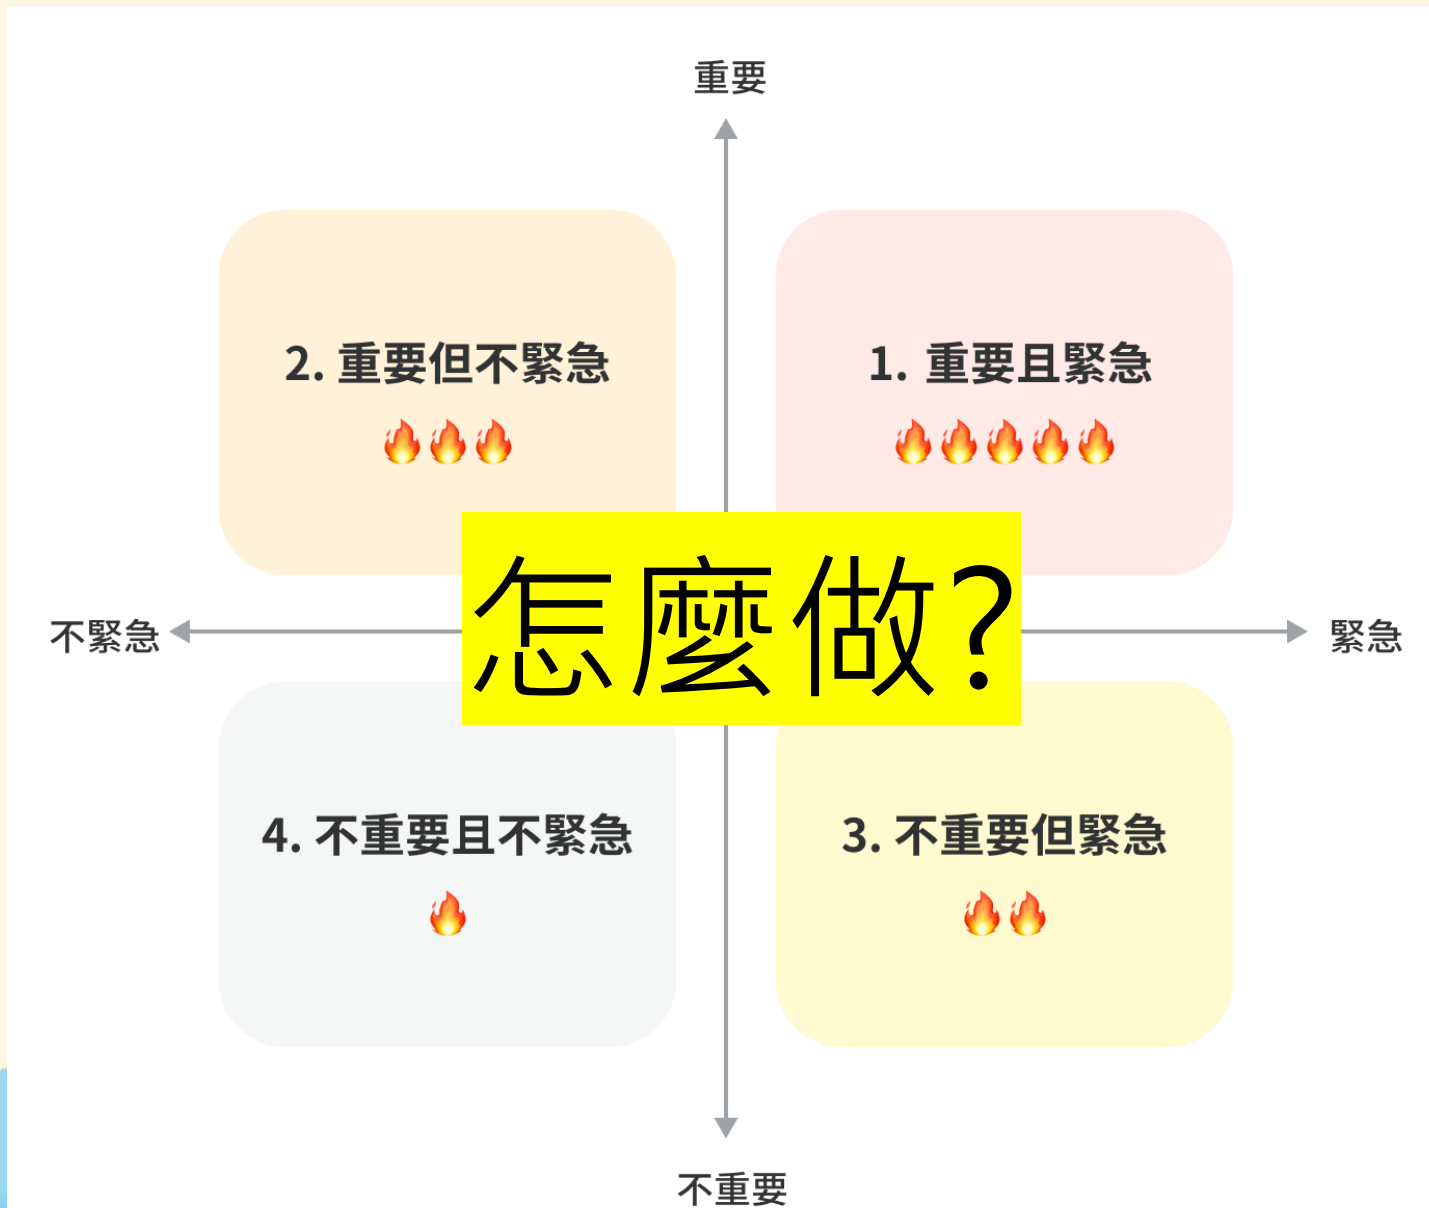 重要
2. 重要但不緊急
1. 重要且緊急
怎麼做?
不緊急
緊急
4. 不重要且不緊急
3. 不重要但緊急
不重要